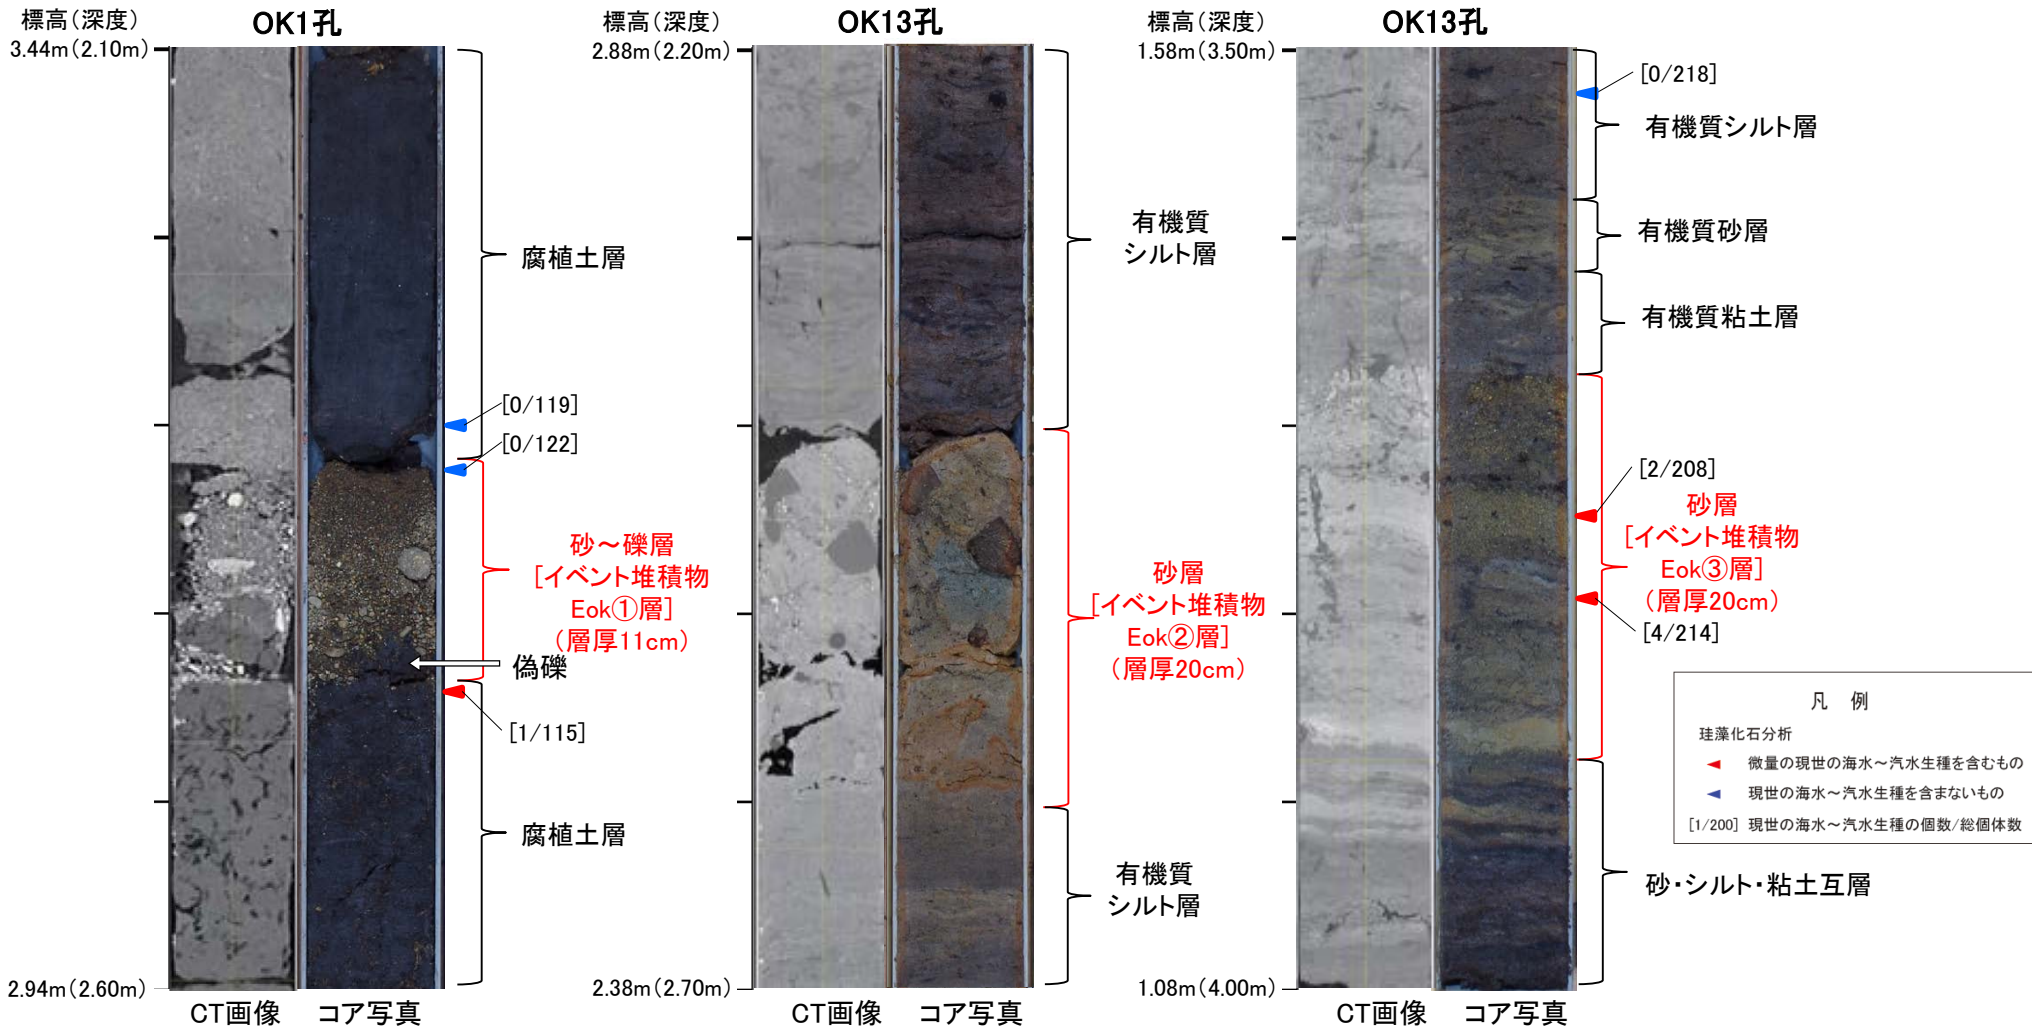 標高(深度)
OK1孔
3.44m(2.10m)
腐植土層
[0/119]
[0/122]
砂～礫層
[イベント堆積物
Eok①層]
(層厚11cm)
偽礫
[1/115]
腐植土層
2.94m(2.60m)
CT画像 コア写真
標高(深度)
OK13孔
2.88m(2.20m)
有機質
シルト層
砂層
[イベント堆積物
Eok②層]
(層厚20cm)
有機質
シルト層
2.38m(2.70m)
CT画像 コア写真
標高(深度)
OK13孔
1.58m(3.50m)
[0/218]
有機質シルト層
有機質砂層
有機質粘土層
[2/208]
砂層
[イベント堆積物
Eok③層]
(層厚20cm)
[4/214]
砂・シルト・粘土互層
1.08m(4.00m)
CT画像 コア写真
凡 例
珪藻化石分析
微量の現世の海水～汽水生種を含むもの
現世の海水～汽水生種を含まないもの
[1/200] 現世の海水～汽水生種の個数/総個体数